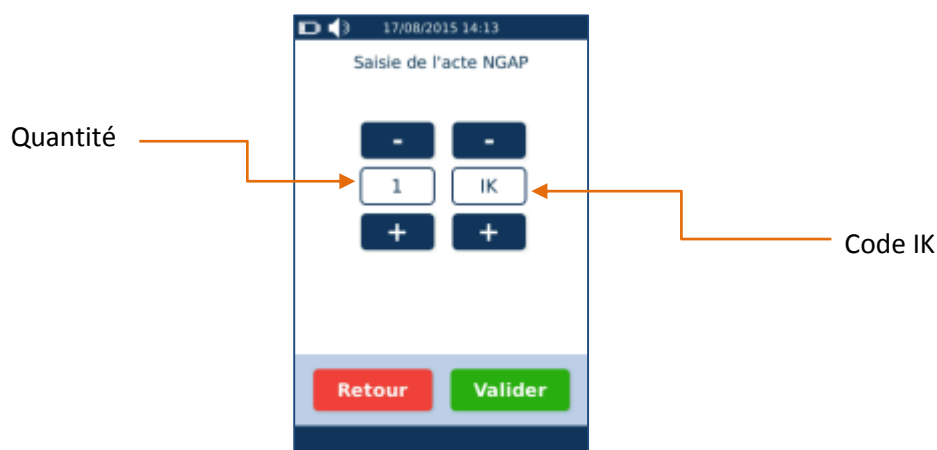 17/08/2015 14:13
Saisie de l'acte NGAP
Quantité
- -
1 IK
+ +
Code IK
Retour Valider